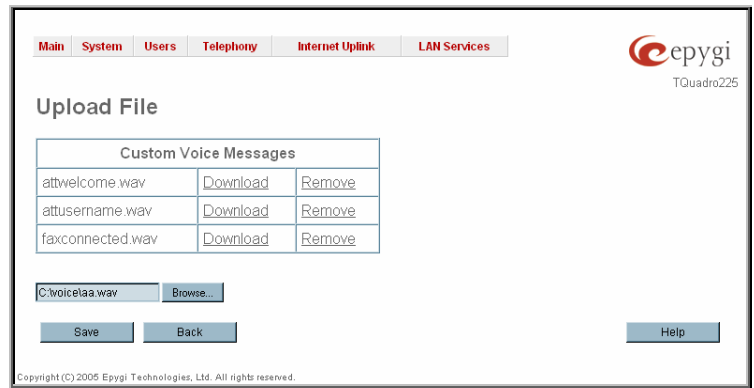 Main System Users Telephony Internet Uplink LAN Services
epygi
TQuadro225
Upload File
Custom Voice Messages
attwelcome.wav Download Remove
attusername.wav Download Remove
faxconnected.wav Download Remove
C:\voice\aa.wav Browse...
Save Back Help
Copyright (C) 2005 Epygi Technologies, Ltd. All rights reserved.